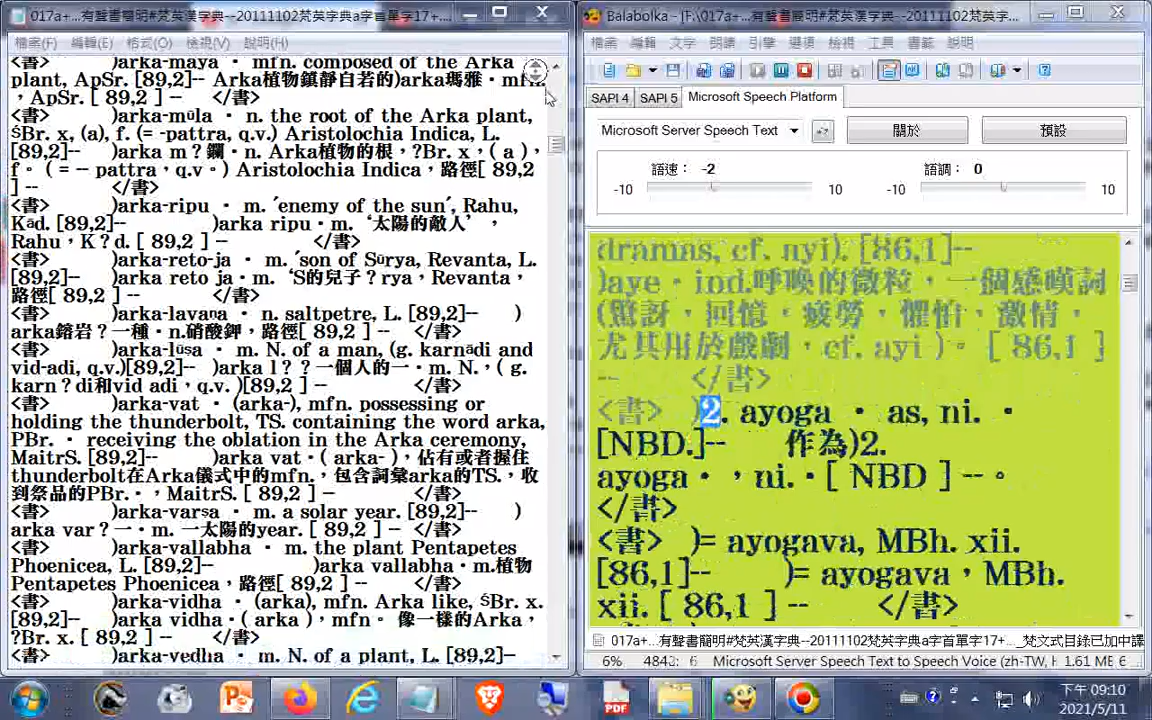 017a+...有聲書簡明#梵英漢字典--20111102梵英字典a字首單字17+...
檔案(F) 編輯(E) 格式(O) 檢視(V) 說明(H)
<書> )arka-maya · mfn. composed of the Arka
plant, ApSr. [89,2]-- Arka植物鎮靜自若的)arka瑪雅·mfn.
，ApSr. [ 89,2 ] -- </書>
<書> )arka-mūla · n. the root of the Arka plant,
ŚBr. x, (a), f. (= -pattra, q.v.) Aristolochia Indica, L.
[89,2]-- )arka m？鑭·n. Arka植物的根，?Br. x，( a )，
f。 ( = -- pattra，q.v。) Aristolochia Indica，路徑[ 89,2
] -- </書>
<書> )arka-ripu · m. ´enemy of the sun´, Rahu,
Kād. [89,2]-- )arka ripu·m.‘太陽的敵人’，
Rahu，K？d. [ 89,2 ] -- </書>
<書> )arka-reto-ja · m. ´son of Sūrya, Revanta, L.
[89,2]-- )arka reto ja·m.‘S的兒子？rya，Revanta，
路徑[ 89,2 ] -- </書>
<書> )arka-lavaṇa · n. saltpetre, L. [89,2]-- )
arka鎔岩？一種·n.硝酸鉀，路徑[ 89,2 ] -- </書>
<書> )arka-lūṣa · m. N. of a man, (g. karṇādi and
vid-adi, q.v.)[89,2]-- )arka l？？一個人的一·m. N.，( g.
karn？di和vid adi，q.v. )[89,2 ] -- </書>
<書> )arka-vat · (arka-), mfn. possessing or
holding the thunderbolt, TS. containing the word arka,
PBr. · receiving the oblation in the Arka ceremony,
MaitrS. [89,2]-- )arka vat·( arka- )，佔有或者握住
thunderbolt在Arka儀式中的mfn.，包含詞彙arka的TS.，收
到祭品的PBr.·，MaitrS. [ 89,2 ] -- </書>
<書> )arka-varṣa · m. a solar year. [89,2]-- )
arka var？一·m. 一太陽的year. [ 89,2 ] -- </書>
<書> )arka-vallabha · m. the plant Pentapetes
Phoenicea, L. [89,2]-- )arka vallabha·m.植物
Pentapetes Phoenicea，路徑[ 89,2 ] -- </書>
<書> )arka-vidha · (arka), mfn. Arka like, ŚBr. x.
[89,2]-- )arka vidha·( arka )，mfn。 像一樣的Arka，
?Br. x. [ 89,2 ] -- </書>
<書> )arka-vedha · m. N. of a plant, L. [89,2]--
Balabolka - [F:\017a+...有聲書簡明#梵英漢字典--20111102梵英字...
檔案 編輯 文字 朗讀 引擎 選項 檢視 工具 書籤 說明
SAPI 4 SAPI 5 Microsoft Speech Platform
Microsoft Server Speech Text 關於 預設
語速: -2 語調: 0
-10 10 -10 10
dramas, cf. nyi). [86,1]--
)aye·ind.呼喚的微粒，一個感嘆詞
(驚訝，回憶，疲勞，懼怕，激情，
尤其用於戲劇，cf. ayi )。[ 86,1 ]
-- </書>
<書> )2. ayoga · as, ni. ·
[NBD.]-- 作為)2.
ayoga·，ni.·[ NBD ] --。
</書>
<書> )= ayogava, MBh. xii.
[86,1]-- )= ayogava，MBh.
xii. [ 86,1 ] -- </書>
017a+...有聲書簡明#梵英漢字典--20111102梵英字典a字首單字17+..._梵文式目錄已加中譯
6% 4842: 6 Microsoft Server Speech Text to Speech Voice (zh-TW, H 1.61 MB 6...
下午 09:10
2021/5/11